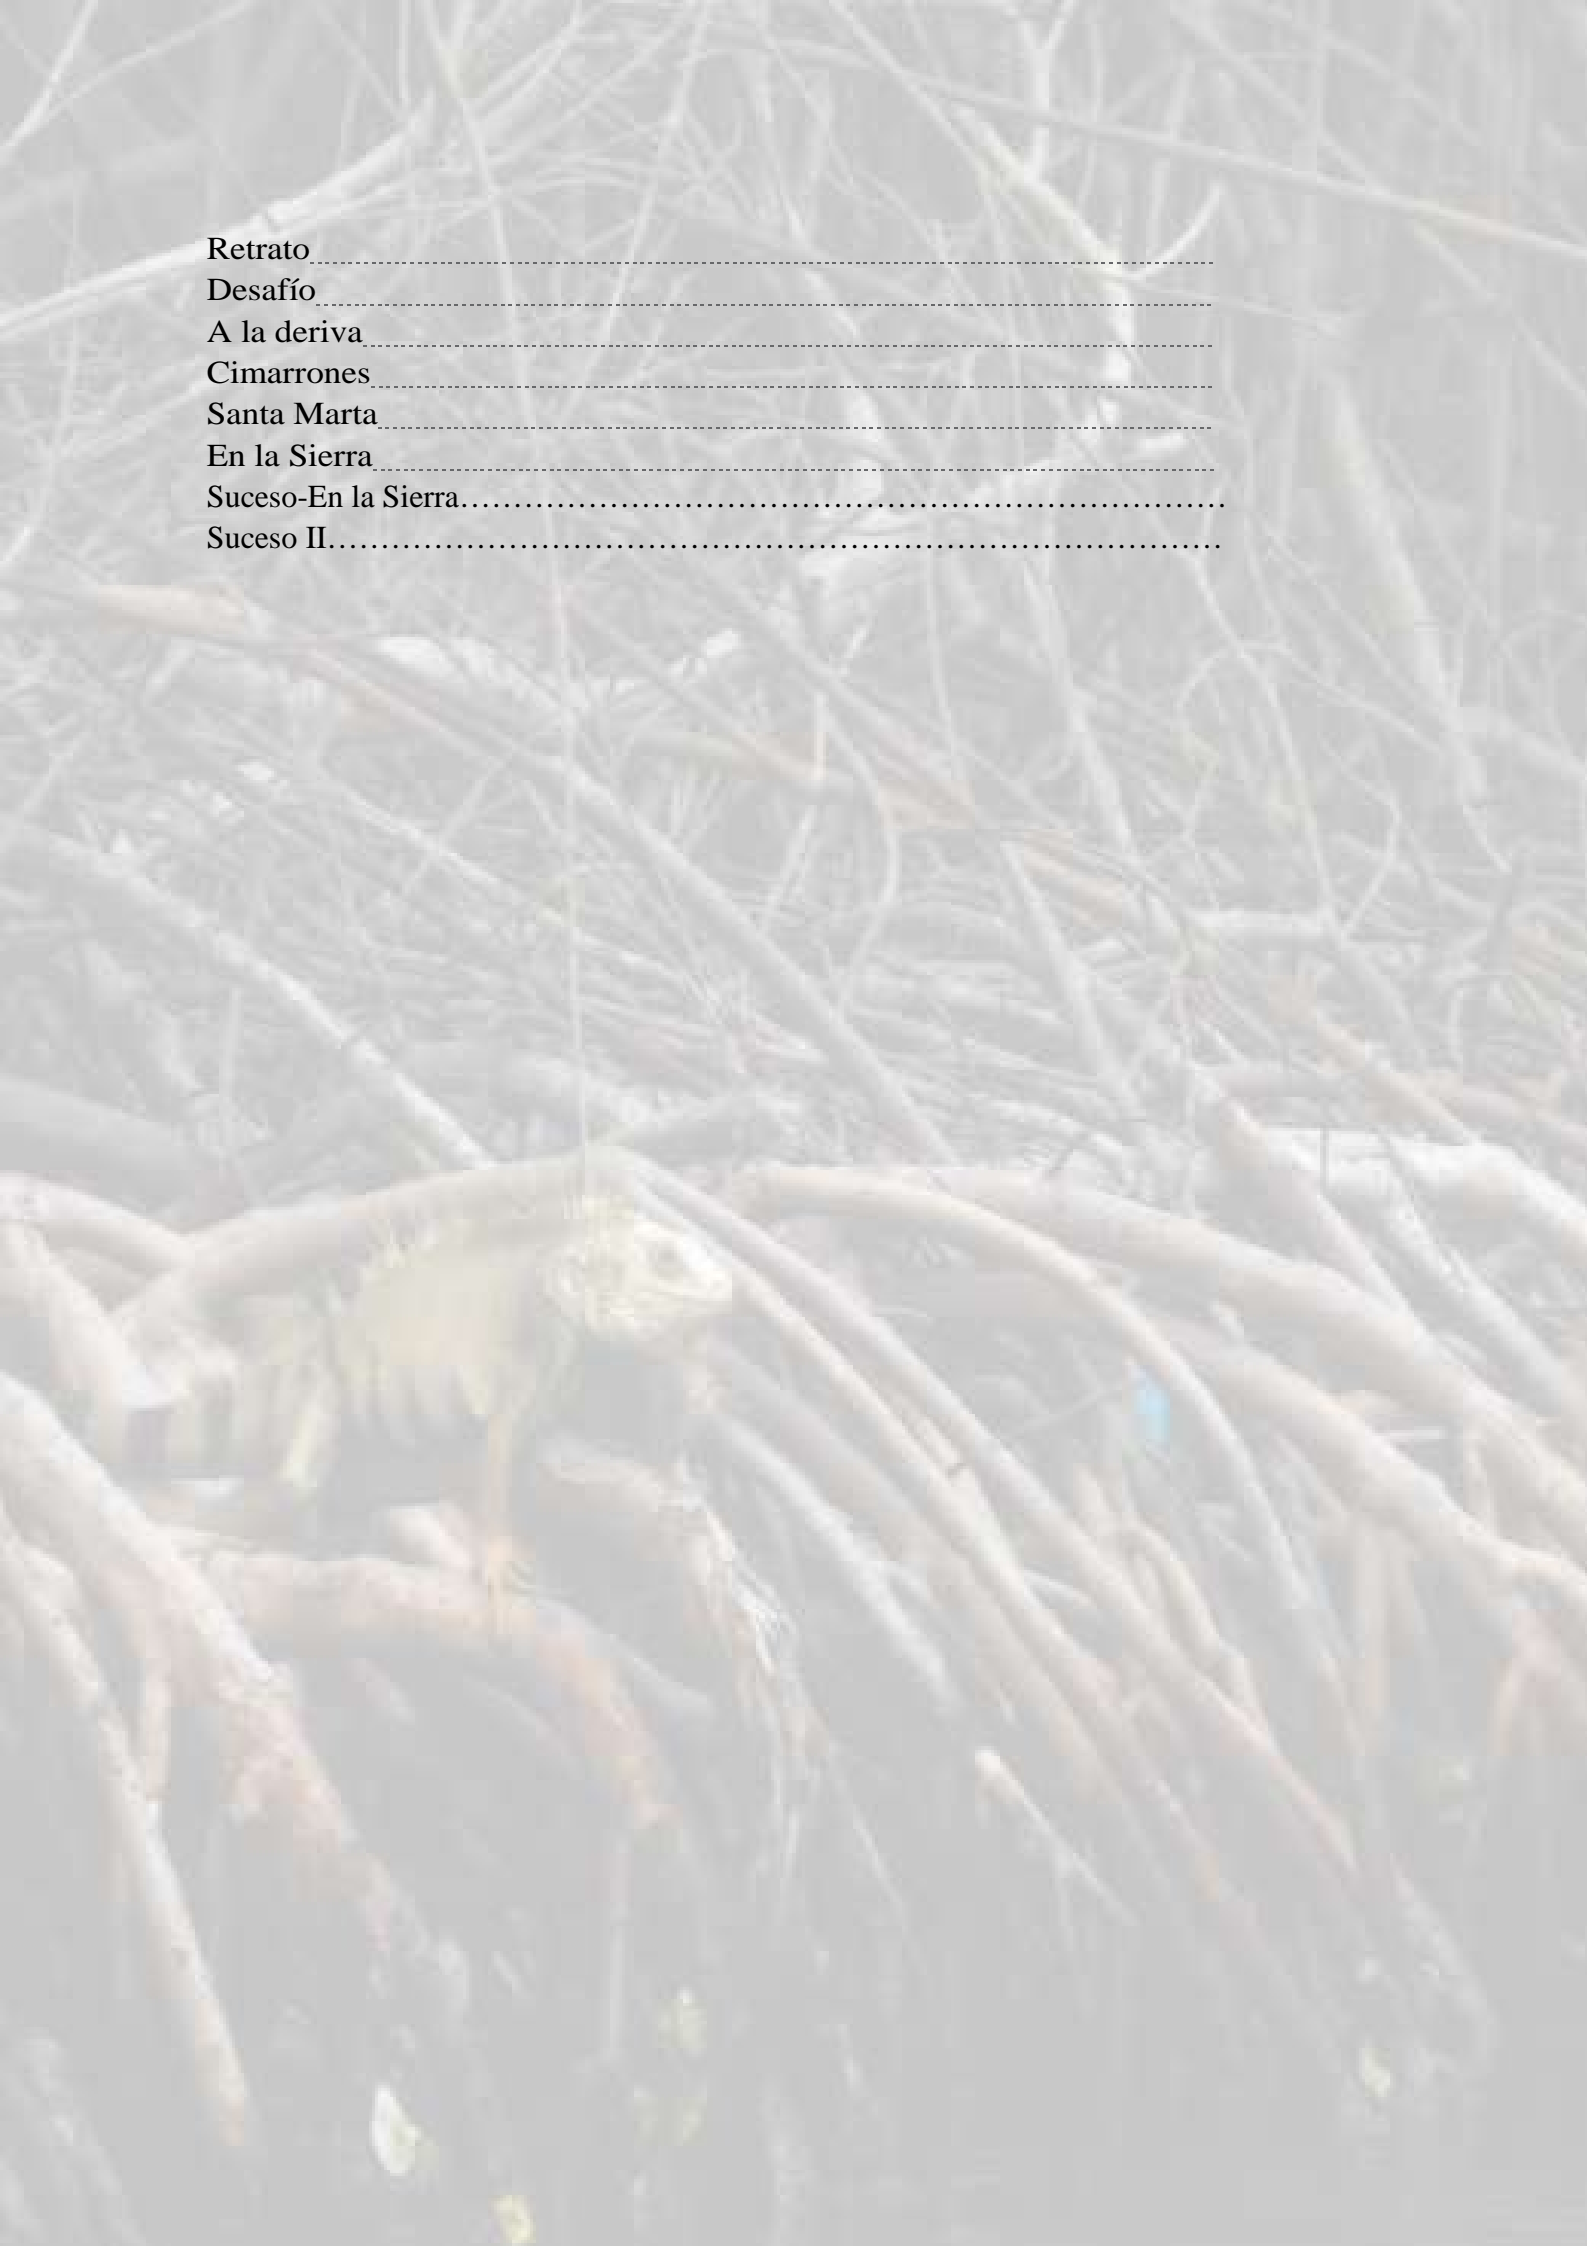 Retrato
Desafío
A la deriva
Cimarrones
Santa Marta
En la Sierra
Suceso-En la Sierra……………………………………………………………
Suceso II………………………………………………………………………